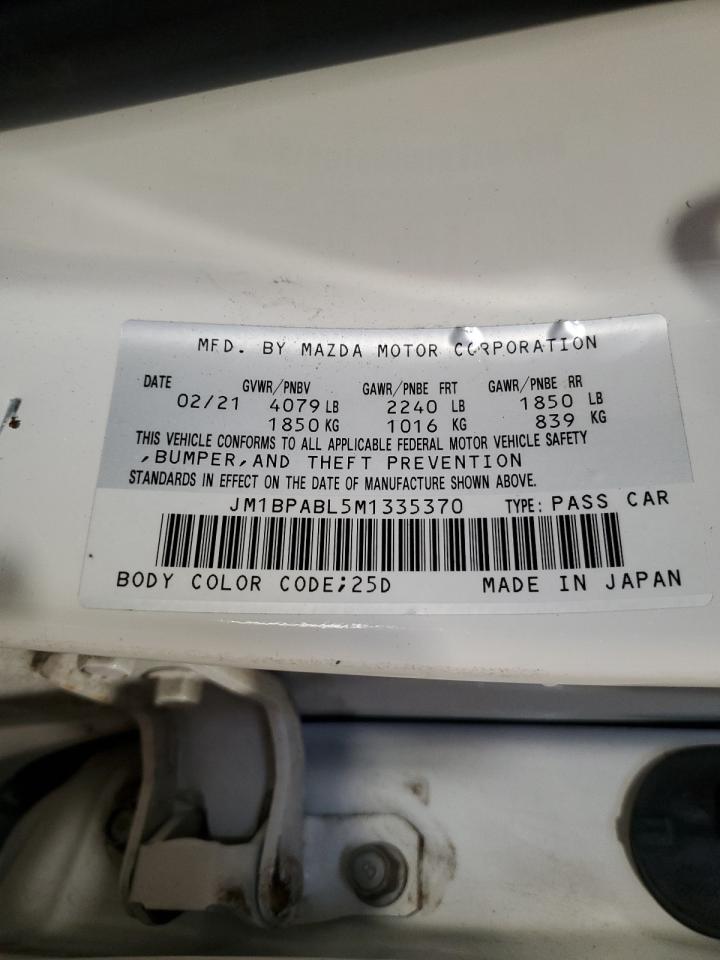 MFD. BY MAZDA MOTOR CORPORATION
DATE GVWR/PNBV GAWR/PNBE FRT GAWR/PNBE RR
02/21 4079 LB 2240 LB 1850 LB
1850 KG 1016 KG 839 KG
THIS VEHICLE CONFORMS TO ALL APPLICABLE FEDERAL MOTOR VEHICLE SAFETY
,BUMPER,AND THEFT PREVENTION
STANDARDS IN EFFECT ON THE DATE OF MANUFACTURE SHOWN ABOVE.
JM1BPABL5M1335370 TYPE: PASS CAR
BODY COLOR CODE;25D MADE IN JAPAN